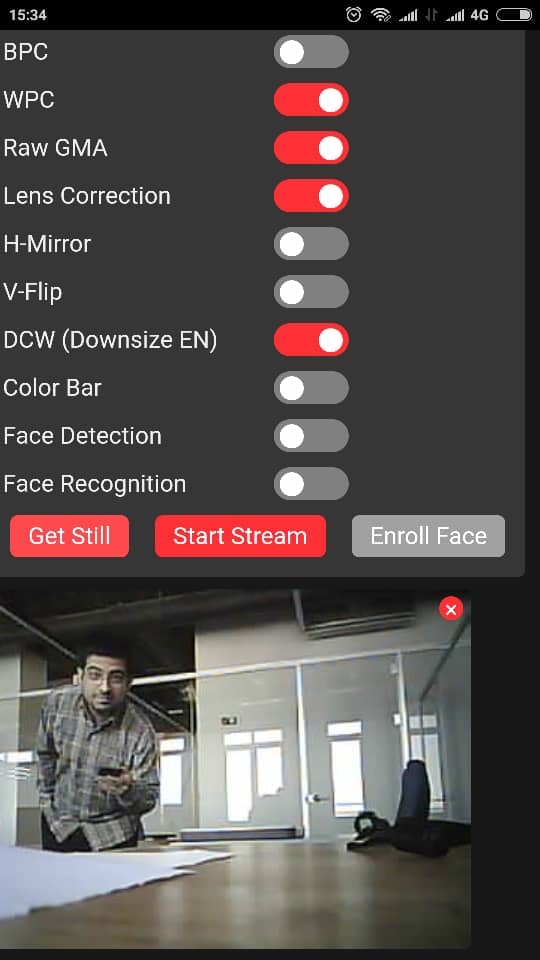 15:34 4G
BPC
WPC
Raw GMA
Lens Correction
H-Mirror
V-Flip
DCW (Downsize EN)
Color Bar
Face Detection
Face Recognition
Get Still Start Stream Enroll Face